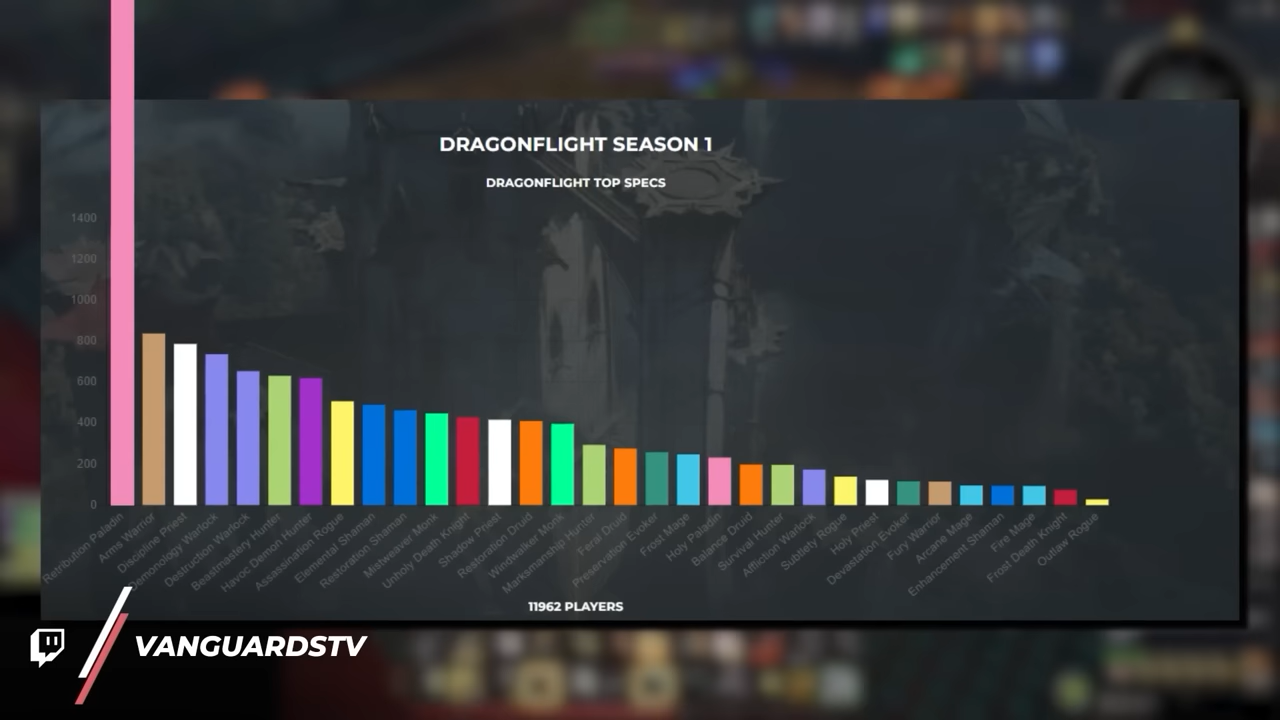 DRAGONFLIGHT SEASON 1
DRAGONFLIGHT TOP SPECS
1400
1200
1000
800
600
400
200
0
Retribution Paladin
Arms Warrior
Discipline Priest
Demonology Warlock
Destruction Warlock
Beastmastery Hunter
Havoc Demon Hunter
Assassination Rogue
Elemental Shaman
Restoration Shaman
Mistweaver Monk
Unholy Death Knight
Shadow Priest
Restoration Druid
Windwalker Monk
Marksmanship Hunter
Feral Druid
Preservation Evoker
Frost Mage
Holy Paladin
Balance Druid
Survival Hunter
Affliction Warlock
Subtlety Rogue
Holy Priest
Devastation Evoker
Fury Warrior
Arcane Mage
Enhancement Shaman
Fire Mage
Frost Death Knight
Outlaw Rogue
11962 PLAYERS
VANGUARDSTV